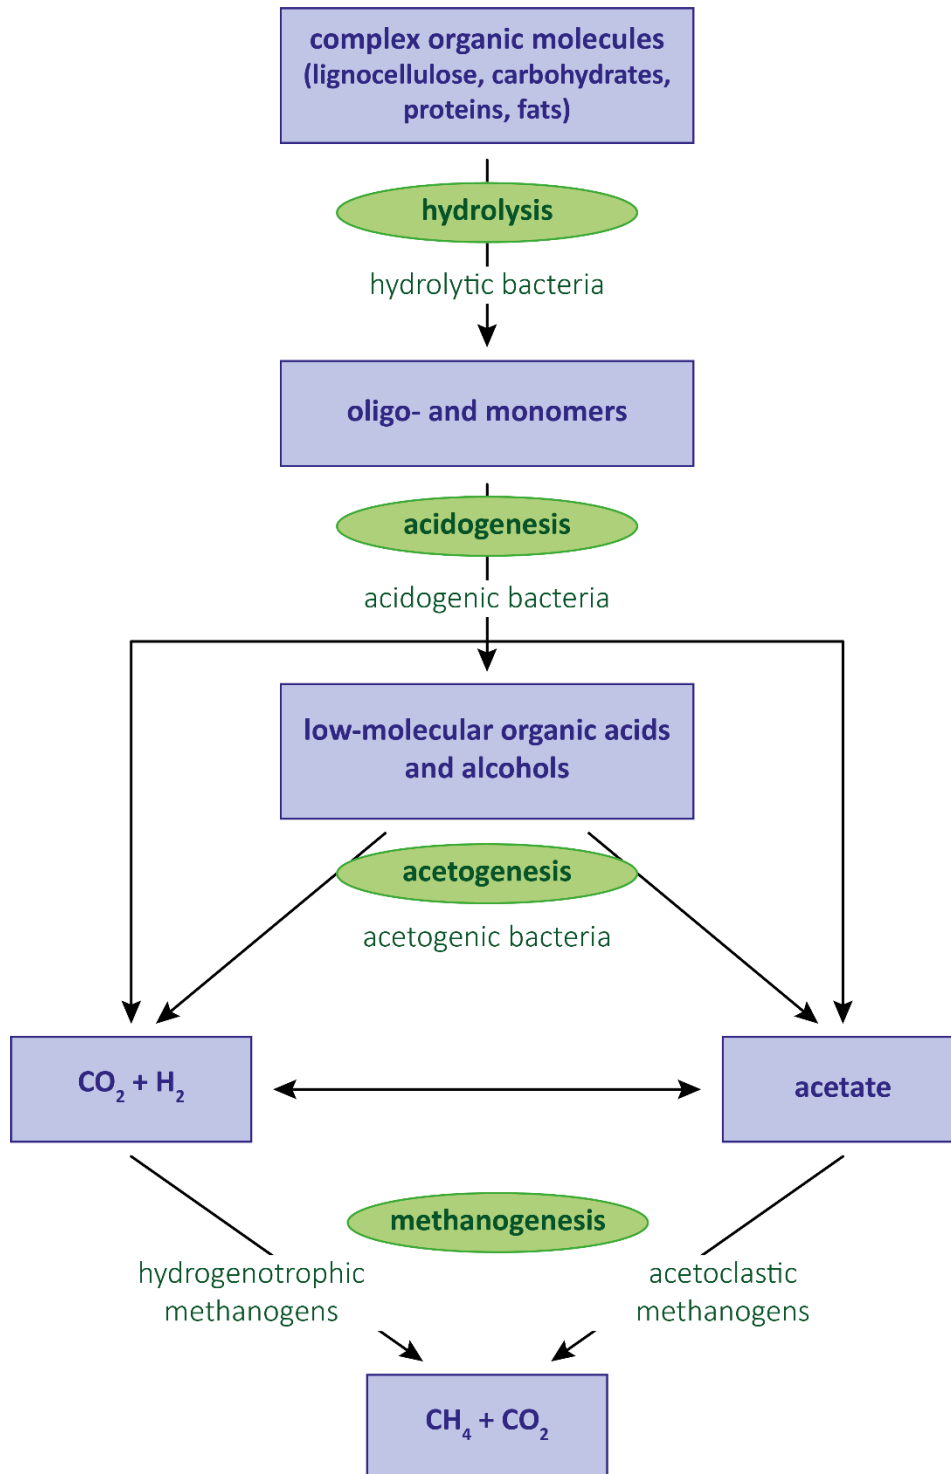 complex organic molecules
(lignocellulose, carbohydrates,
proteins, fats)
hydrolysis
hydrolytic bacteria
oligo- and monomers
acidogenesis
acidogenic bacteria
low-molecular organic acids
and alcohols
acetogenesis
acetogenic bacteria
CO₂ + H₂
acetate
methanogenesis
hydrogenotrophic
methanogens
acetoclastic
methanogens
CH₄ + CO₂